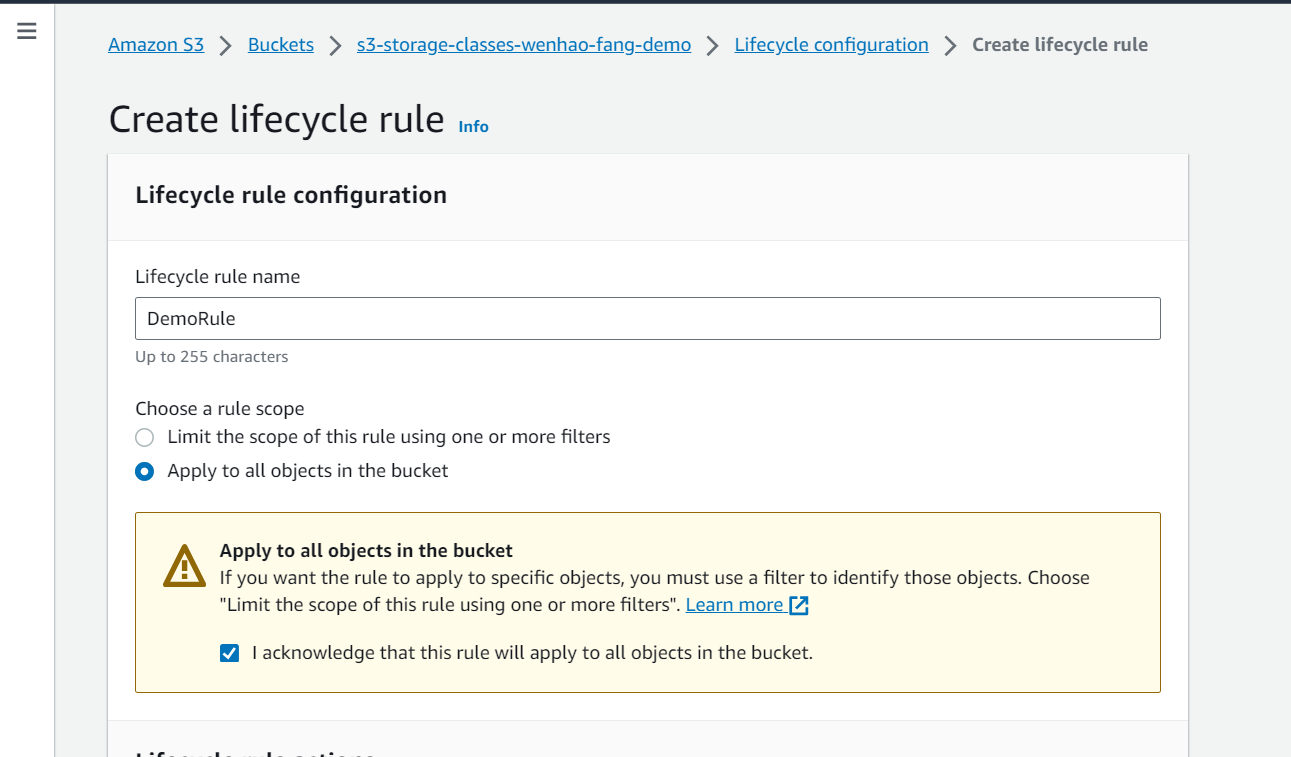 Amazon S3 > Buckets > s3-storage-classes-wenhao-fang-demo > Lifecycle configuration > Create lifecycle rule
Create lifecycle rule Info
Lifecycle rule configuration
Lifecycle rule name
DemoRule
Up to 255 characters
Choose a rule scope
Limit the scope of this rule using one or more filters
Apply to all objects in the bucket
Apply to all objects in the bucket
If you want the rule to apply to specific objects, you must use a filter to identify those objects. Choose
"Limit the scope of this rule using one or more filters". Learn more
I acknowledge that this rule will apply to all objects in the bucket.
Lifecycle rule actions